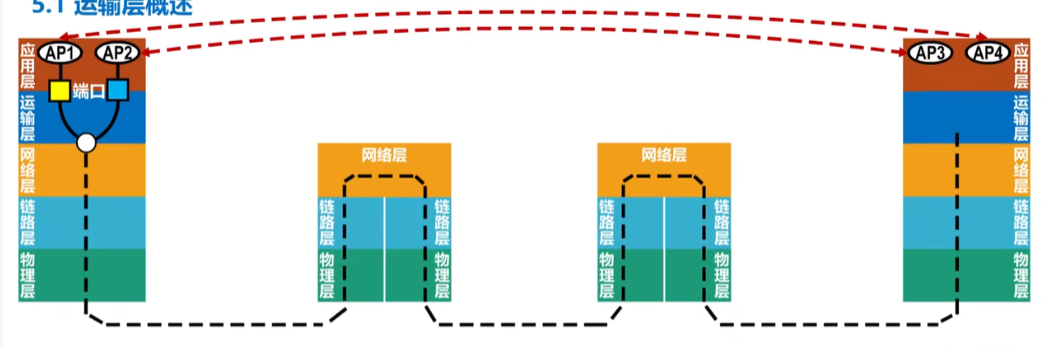 5.1 运输层概述
AP1
AP2
AP3
AP4
应用层
端口
运输层
网络层
链路层
物理层
网络层
链路层
链路层
物理层
物理层
网络层
链路层
链路层
物理层
物理层
应用层
运输层
网络层
链路层
物理层